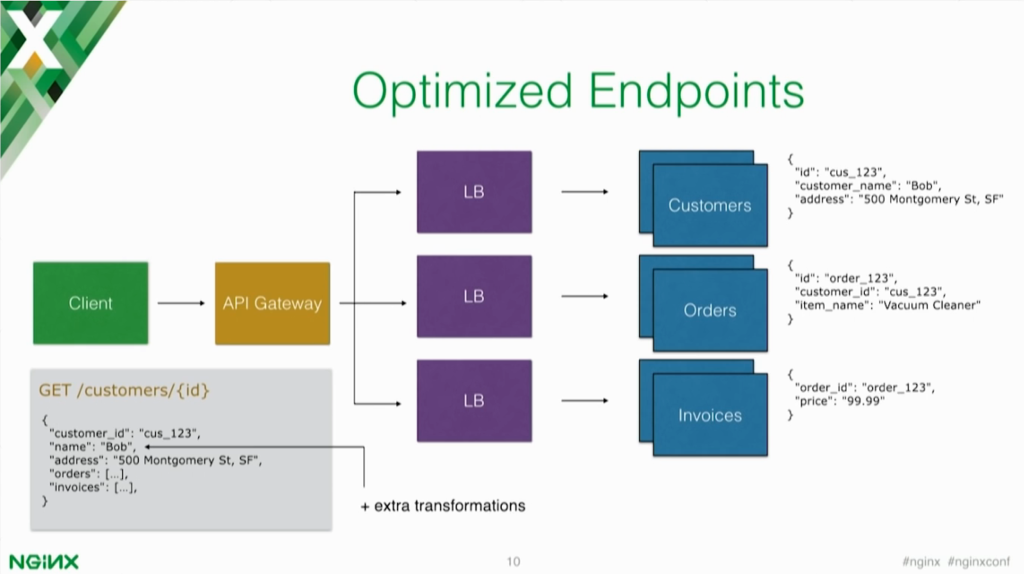 Optimized Endpoints
Client
API Gateway
LB
LB
LB
Customers
Orders
Invoices
{
"id": "cus_123",
"customer_name": "Bob",
"address": "500 Montgomery St, SF"
}
{
"id": "order_123",
"customer_id": "cus_123",
"item_name": "Vacuum Cleaner"
}
{
"order_id": "order_123",
"price": "99.99"
}
GET /customers/{id}
{
"customer_id": "cus_123",
"name": "Bob",
"address": "500 Montgomery St, SF",
"orders": [...],
"invoices": [...],
}
+ extra transformations
NGINX
10
#nginx #nginxconf